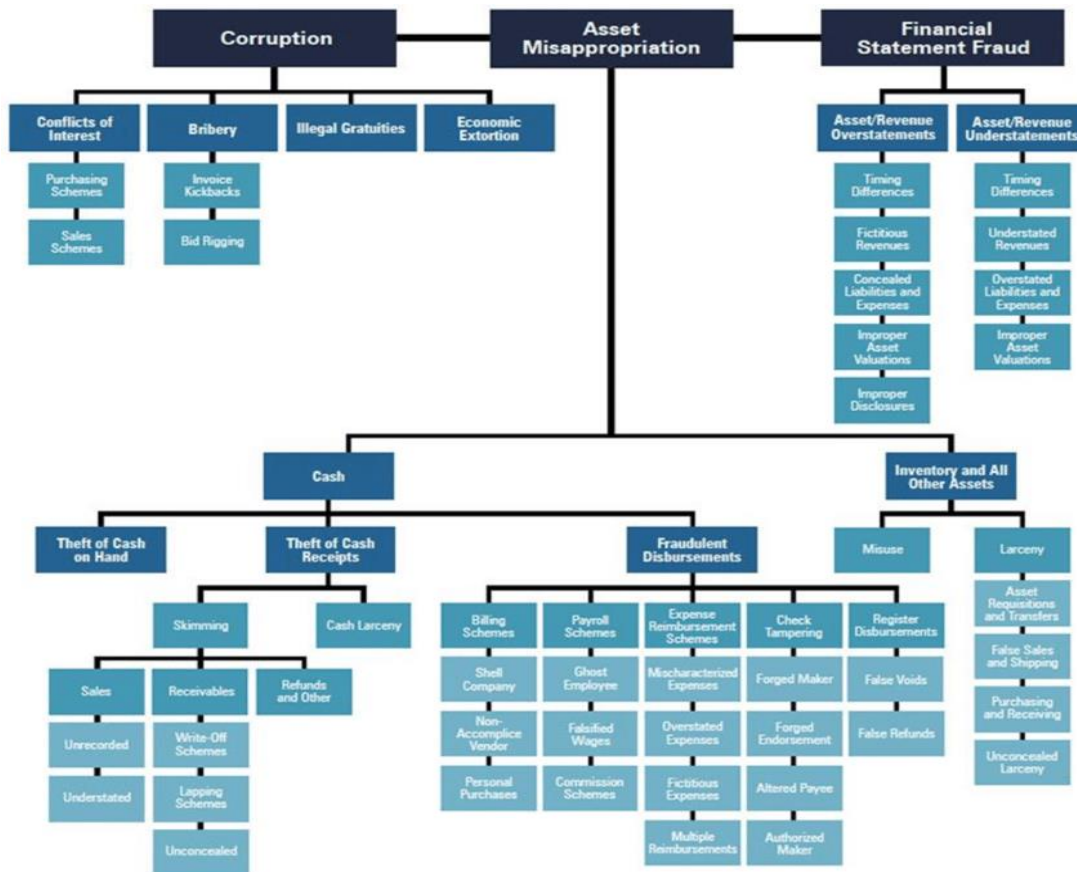 Corruption
Asset
Misappropriation
Financial
Statement Fraud
Conflicts of
Interest
Bribery
Illegal Gratuities
Economic
Extortion
Asset/Revenue
Overstatements
Asset/Revenue
Understatements
Purchasing
Schemes
Invoice
Kickbacks
Timing
Differences
Timing
Differences
Sales
Schemes
Bid Rigging
Fictitious
Revenues
Understated
Revenues
Concealed
Liabilities and
Expenses
Overstated
Liabilities and
Expenses
Improper
Asset
Valuations
Improper
Asset
Valuations
Improper
Disclosures
Cash
Inventory and All
Other Assets
Theft of Cash
on Hand
Theft of Cash
Receipts
Fraudulent
Disbursements
Misuse
Larceny
Skimming
Cash Larceny
Billing
Schemes
Payroll
Schemes
Expense
Reimbursement
Schemes
Check
Tampering
Register
Disbursements
Asset
Requisitions
and Transfers
Sales
Receivables
Refunds
and Other
Shell
Company
Ghost
Employee
Mischaracterized
Expenses
Forged Maker
False Voids
False Sales
and Shipping
Unrecorded
Write-Off
Schemes
Non-
Accomplice
Vendor
Falsified
Wages
Overstated
Expenses
Forged
Endorsement
False Refunds
Purchasing
and Receiving
Understated
Lapping
Schemes
Personal
Purchases
Commission
Schemes
Fictitious
Expenses
Altered Payee
Unconcealed
Larceny
Unconcealed
Multiple
Reimbursements
Authorized
Maker